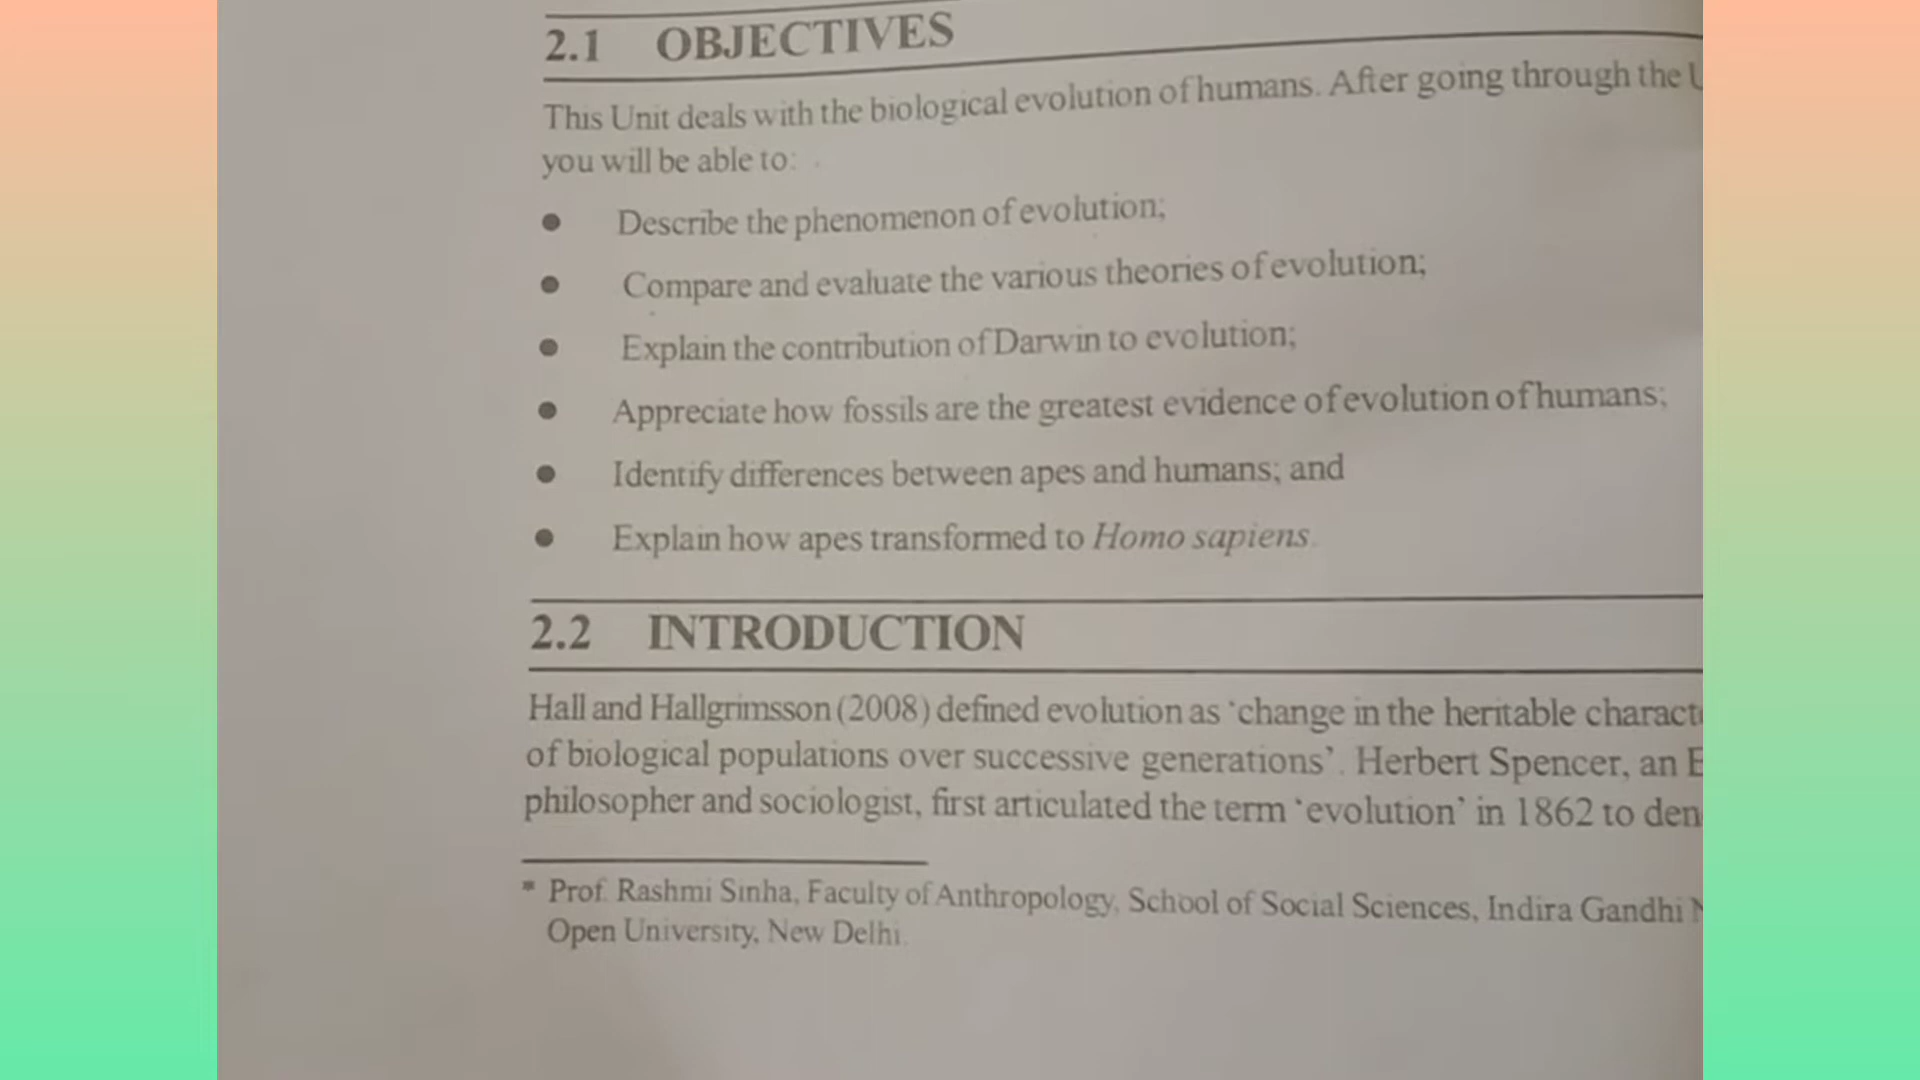 2.1 OBJECTIVES
This Unit deals with the biological evolution of humans. After going through the
you will be able to:
● Describe the phenomenon of evolution;
● Compare and evaluate the various theories of evolution;
● Explain the contribution of Darwin to evolution;
● Appreciate how fossils are the greatest evidence of evolution of humans;
● Identify differences between apes and humans; and
● Explain how apes transformed to Homo sapiens.
2.2 INTRODUCTION
Hall and Hallgrimsson (2008) defined evolution as 'change in the heritable
of biological populations over successive generations'. Herbert Spencer, an
philosopher and sociologist, first articulated the term 'evolution' in 1862 to
* Prof. Rashmi Sinha, Faculty of Anthropology, School of Social Sciences, Indira Gandhi
Open University, New Delhi.